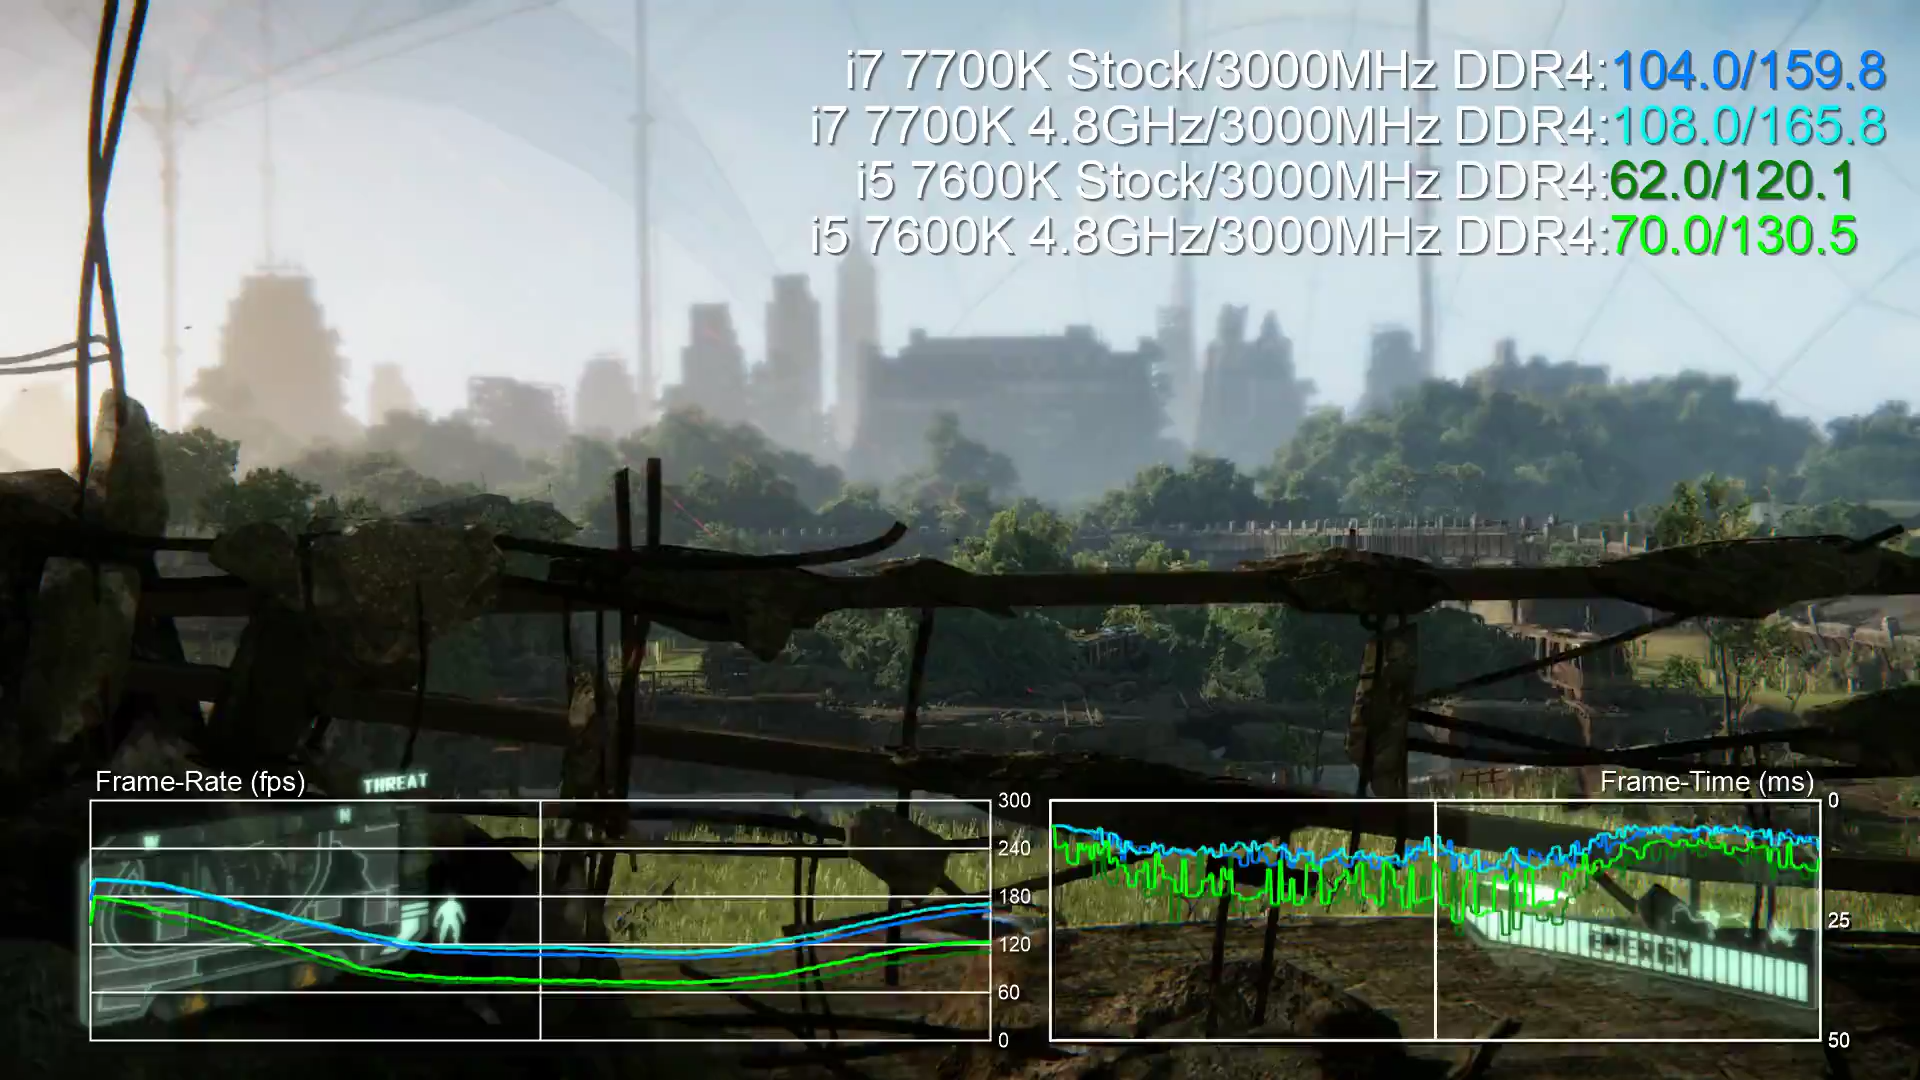 i7 7700K Stock/3000MHz DDR4:104.0/159.8
i7 7700K 4.8GHz/3000MHz DDR4:108.0/165.8
i5 7600K Stock/3000MHz DDR4:62.0/120.1
i5 7600K 4.8GHz/3000MHz DDR4:70.0/130.5
Frame-Rate (fps)
THREAT
Frame-Time (ms)
N
W
300
240
180
120
60
0
0
25
50
ENERGY